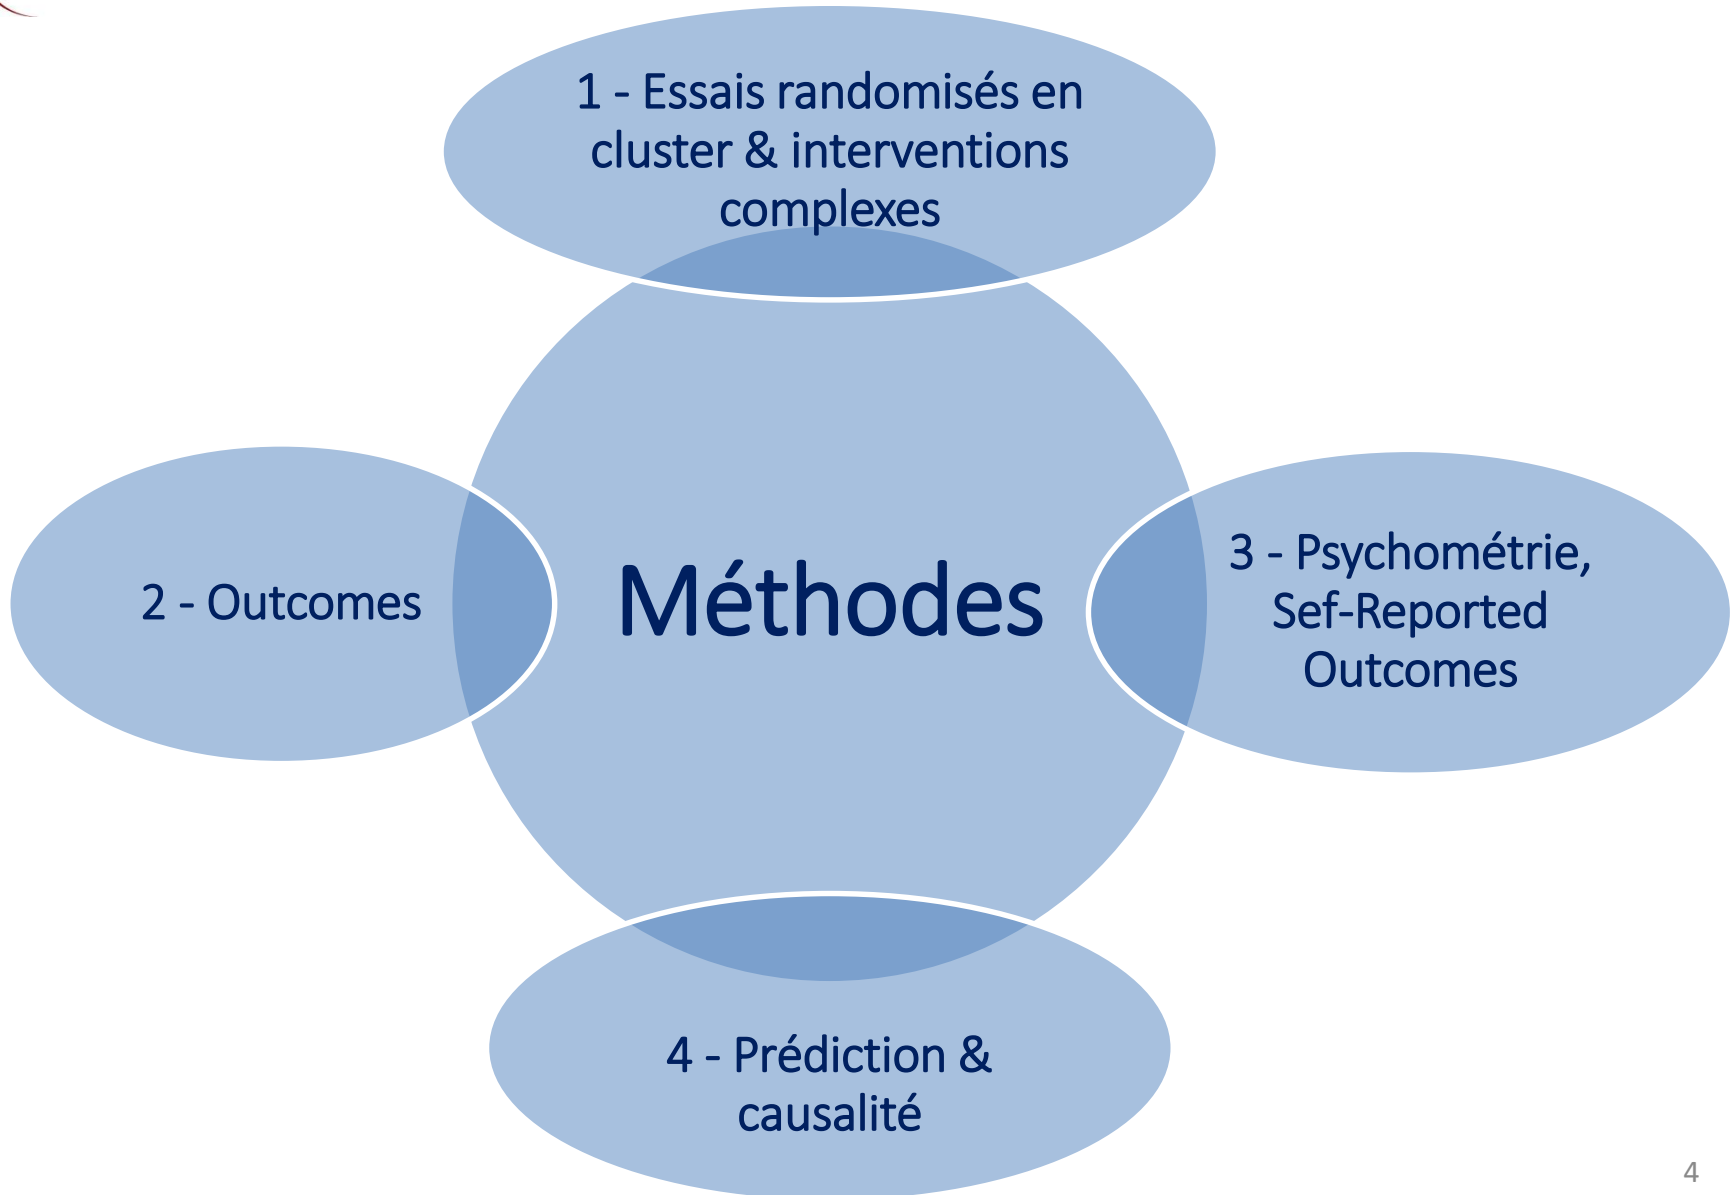 1 - Essais randomisés en
cluster & interventions
complexes
2 - Outcomes
Méthodes
3 - Psychométrie,
Sef-Reported
Outcomes
4 - Prédiction &
causalité
4